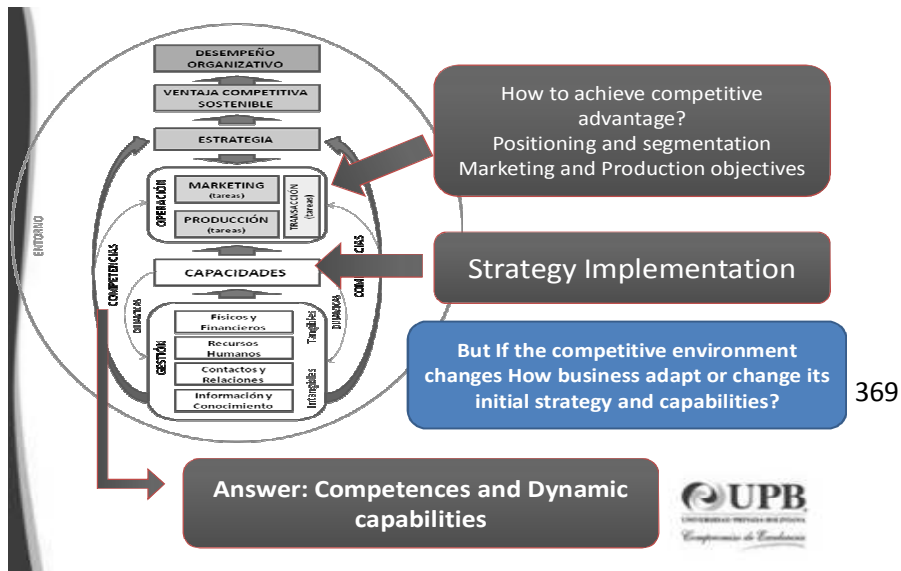 DESEMPEÑO
ORGANIZATIVO
VENTAJA COMPETITIVA
SOSTENIBLE
ESTRATEGIA
OPERACIÓN
MARKETING
(tareas)
PRODUCCIÓN
(tareas)
TRANSACCIÓN
(tareas)
ENTORNO
COMPETENCIAS
CAPACIDADES
GESTIÓN
Físicos y
Financieros
Recursos
Humanos
Contactos y
Relaciones
Información y
Conocimiento
Tangibles
Intangibles
How to achieve competitive
advantage?
Positioning and segmentation
Marketing and Production objectives
Strategy Implementation
But If the competitive environment
changes How business adapt or change its
initial strategy and capabilities?
369
Answer: Competences and Dynamic
capabilities
UPB
UNIVERSIDAD PRIVADA BOLIVIANA
Compromiso de Excelencia